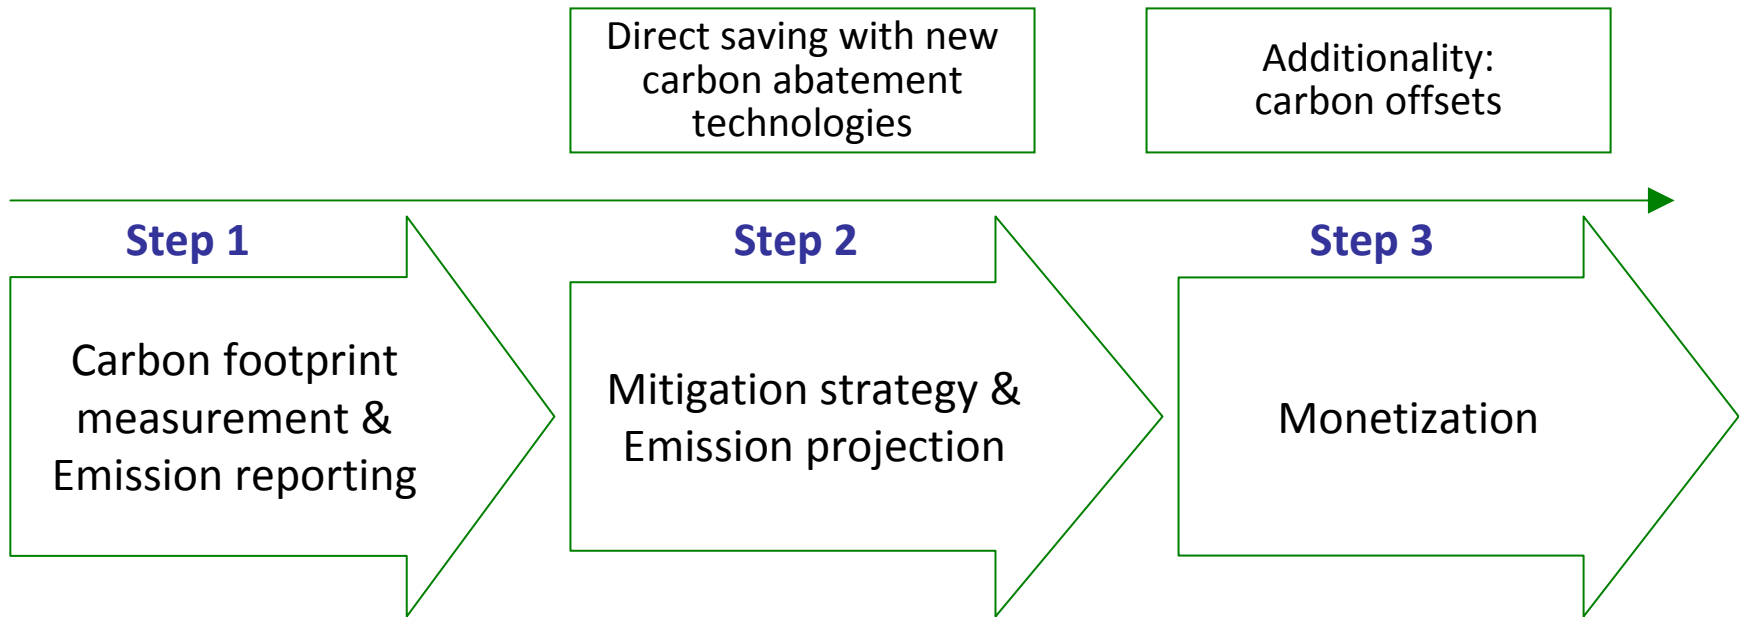 Direct saving with new
carbon abatement
technologies
Additionality:
carbon offsets
Step 1
Step 2
Step 3
Carbon footprint
measurement &
Emission reporting
Mitigation strategy &
Emission projection
Monetization